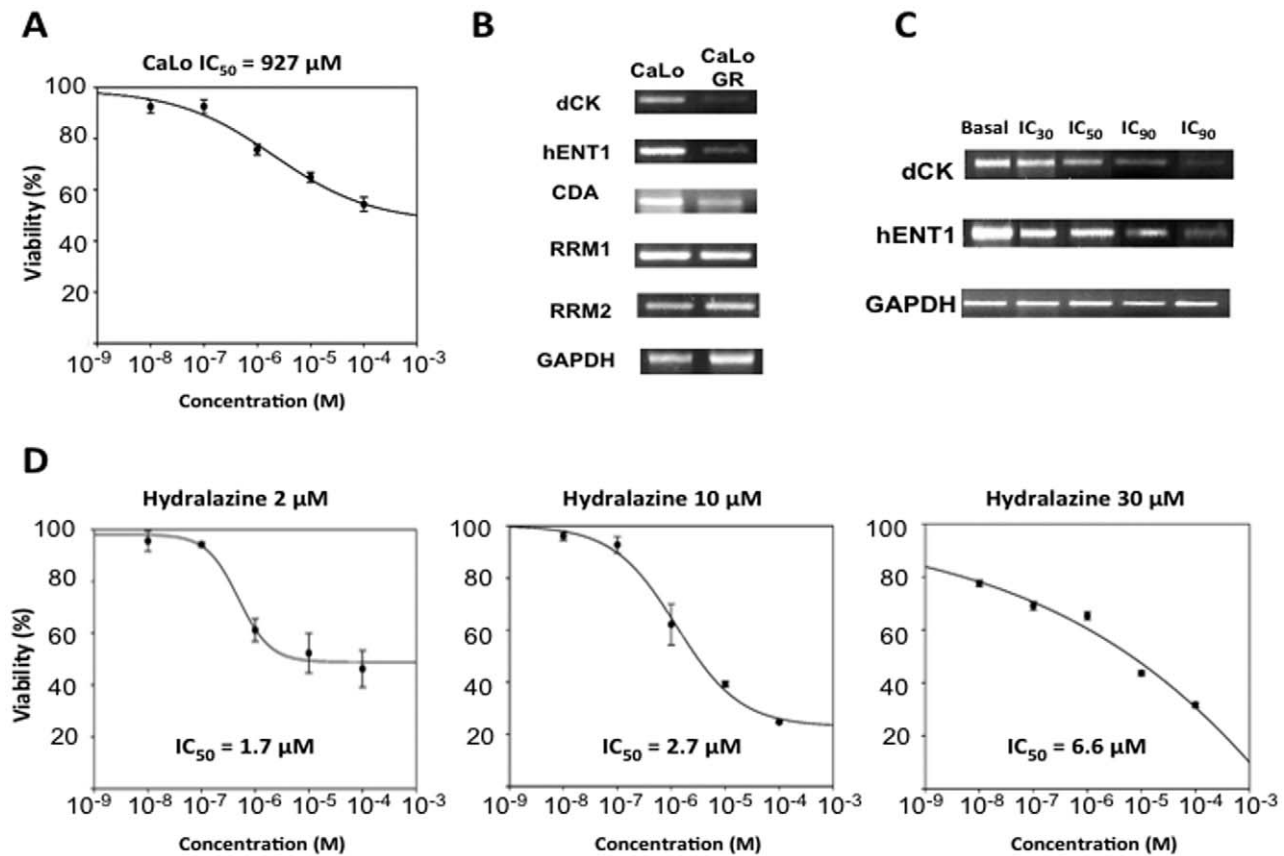 A
CaLo IC50 = 927 μM
100
80
60
40
20
Viability (%)
10-9 10-8 10-7 10-6 10-5 10-4 10-3
Concentration (M)
B
CaLo CaLo GR
dCK
hENT1
CDA
RRM1
RRM2
GAPDH
C
Basal IC30 IC50 IC90 IC90
dCK
hENT1
GAPDH
D
Hydralazine 2 μM
100
80
60
40
20
Viability (%)
IC50 = 1.7 μM
10-9 10-8 10-7 10-6 10-5 10-4 10-3
Concentration (M)
Hydralazine 10 μM
100
80
60
40
20
IC50 = 2.7 μM
10-9 10-8 10-7 10-6 10-5 10-4 10-3
Concentration (M)
Hydralazine 30 μM
100
80
60
40
20
IC50 = 6.6 μM
10-9 10-8 10-7 10-6 10-5 10-4 10-3
Concentration (M)